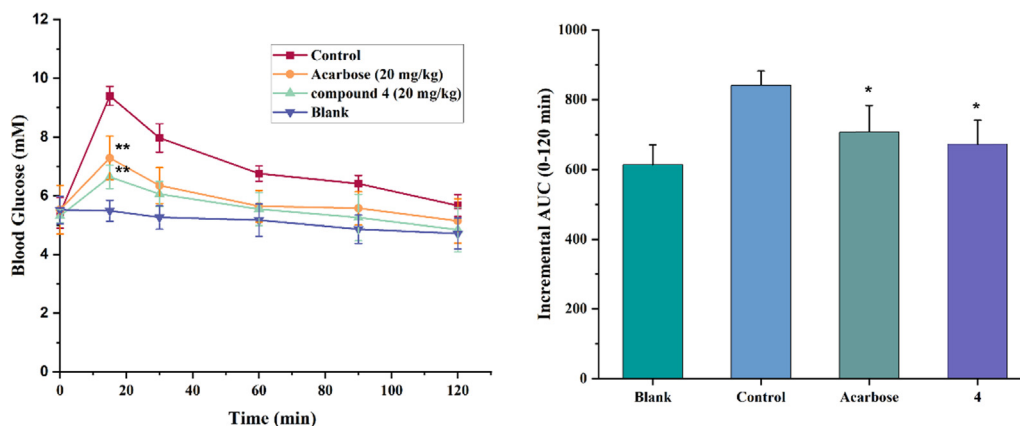 12
10
8
6
4
2
0
Blood Glucose (mM)
Control
Acarbose (20 mg/kg)
compound 4 (20 mg/kg)
Blank
**
**
0
20
40
60
80
100
120
Time (min)
1000
800
600
400
200
0
Incremental AUC (0-120 min)
*
*
Blank
Control
Acarbose
4